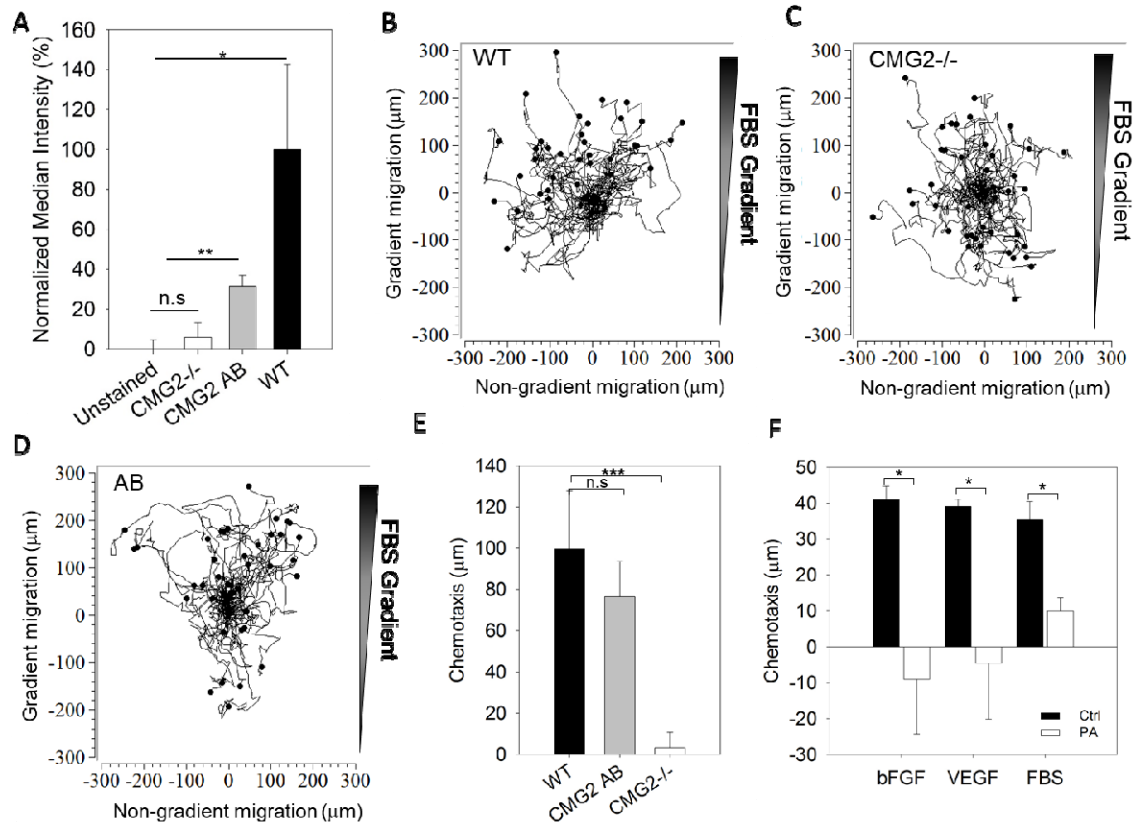 A
Normalized Median Intensity (%)
160
140
120
100
80
60
40
20
0
*
**
n.s
Unstained
CMG2-/-
CMG2 AB
WT
B
WT
Gradient migration (μm)
300
200
100
0
-100
-200
300
-300 -200 -100 0 100 200 300
Non-gradient migration (μm)
FBS Gradient
C
CMG2-/-
Gradient migration (μm)
300
200
100
0
-100
-200
300
-300 -200 -100 0 100 200 300
Non-gradient migration (μm)
FBS Gradient
D
AB
Gradient migration (μm)
300
200
100
0
-100
-200
-300
-300 -200 -100 0 100 200 300
Non-gradient migration (μm)
FBS Gradient
E
Chemotaxis (μm)
140
120
100
80
60
40
20
0
***
n.s
WT
CMG2 AB
CMG2-/-
F
Chemotaxis (μm)
50
40
30
20
10
0
-10
-20
-30
* * *
Ctrl
PA
bFGF VEGF FBS